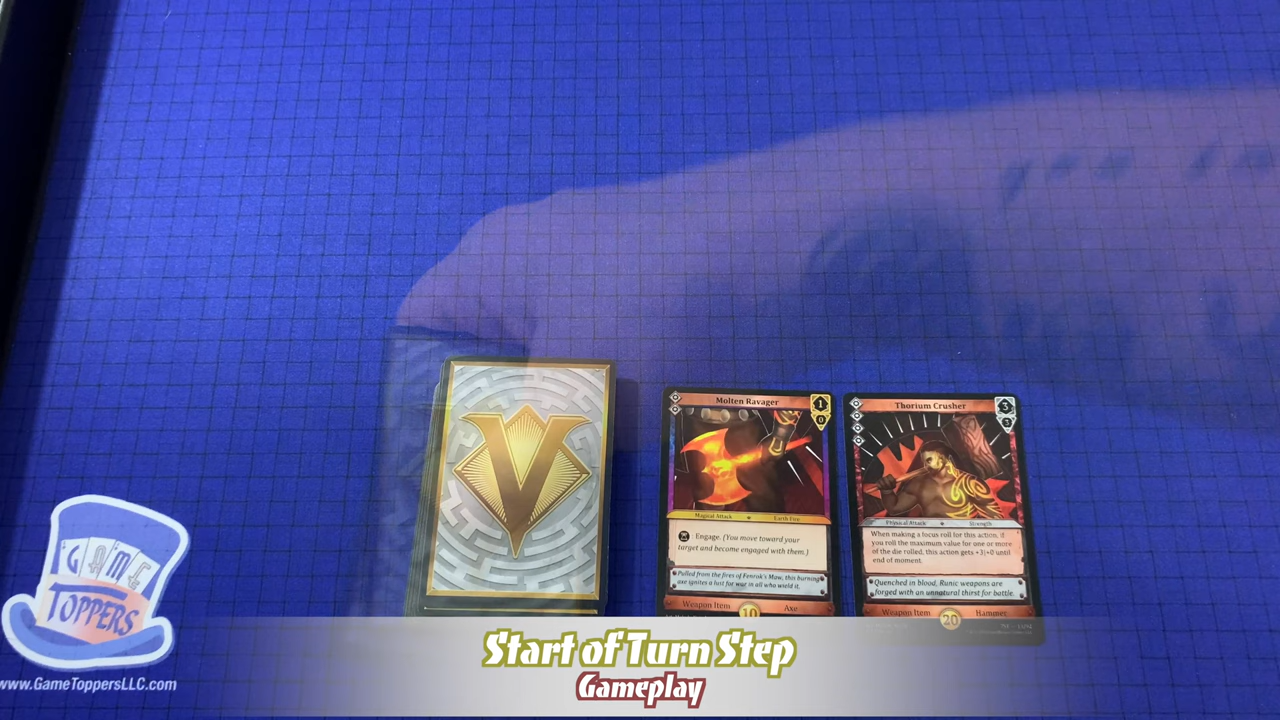 Molten Ravager
1
0
Magical Attack
Earth Fire
Engage. (You move toward your
target and become engaged with them.)
Pulled from the fires of Fenrok's Maw, this burning
axe ignites a lust for war in all who wield it.
Weapon Item
10
Axe
Thorium Crusher
3
3
Physical Attack
Strength
When making a focus roll for this action, if
you roll the maximum value for one or more
of the die rolled, this action gets +3|+0 until
end of moment.
Quenched in blood, Runic weapons are
forged with an unnatural thirst for battle.
Weapon Item
20
Hammer
V
GAME
TOPPERS
www.GameToppersLLC.com
Start of Turn Step
Gameplay